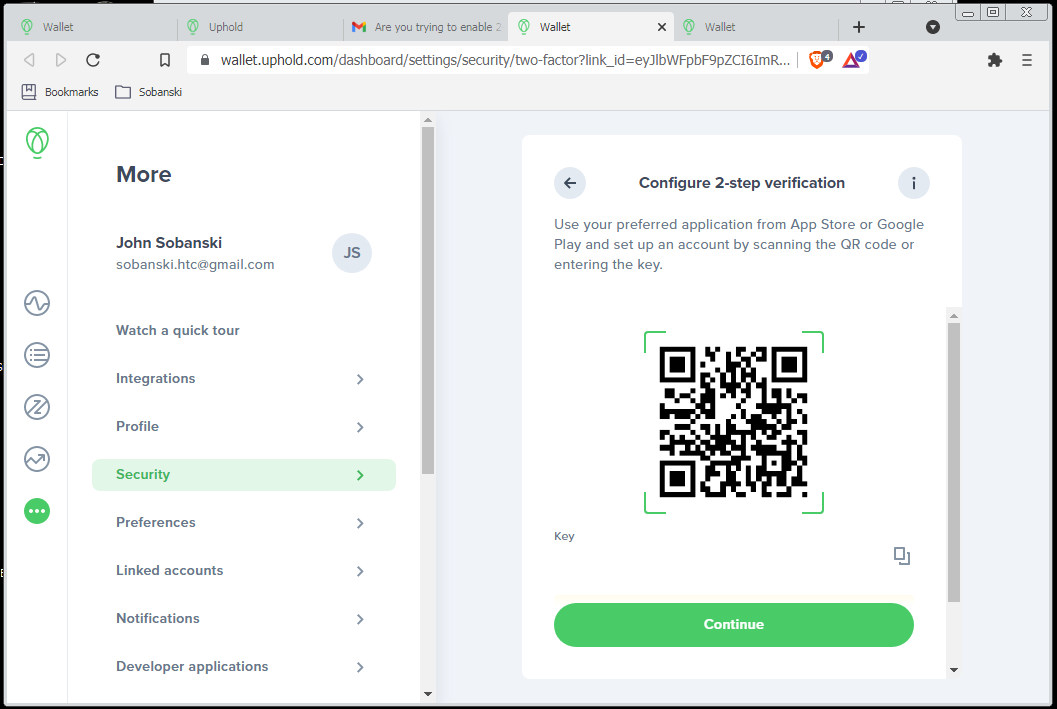 Wallet
Uphold
Are you trying to enable 2
Wallet
Wallet
wallet.uphold.com/dashboard/settings/security/two-factor?link_id=eyJlbWFpbF9pZCI6ImR...
4
Bookmarks
Sobanski
More
John Sobanski
sobanski.htc@gmail.com
JS
Watch a quick tour
Integrations
Profile
Security
Preferences
Linked accounts
Notifications
Developer applications
Configure 2-step verification
i
Use your preferred application from App Store or Google
Play and set up an account by scanning the QR code or
entering the key.
Key
Continue